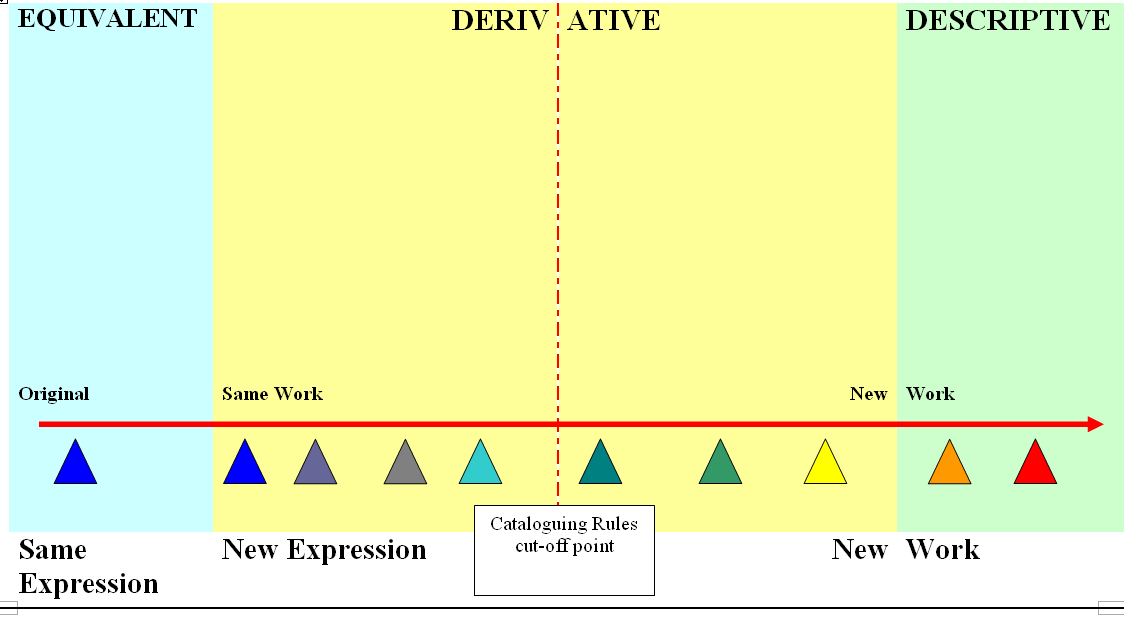 EQUIVALENT DERIV ATIVE DESCRIPTIVE
Original Same Work New Work
Cataloguing Rules
cut-off point
Same New Expression New Work
Expression